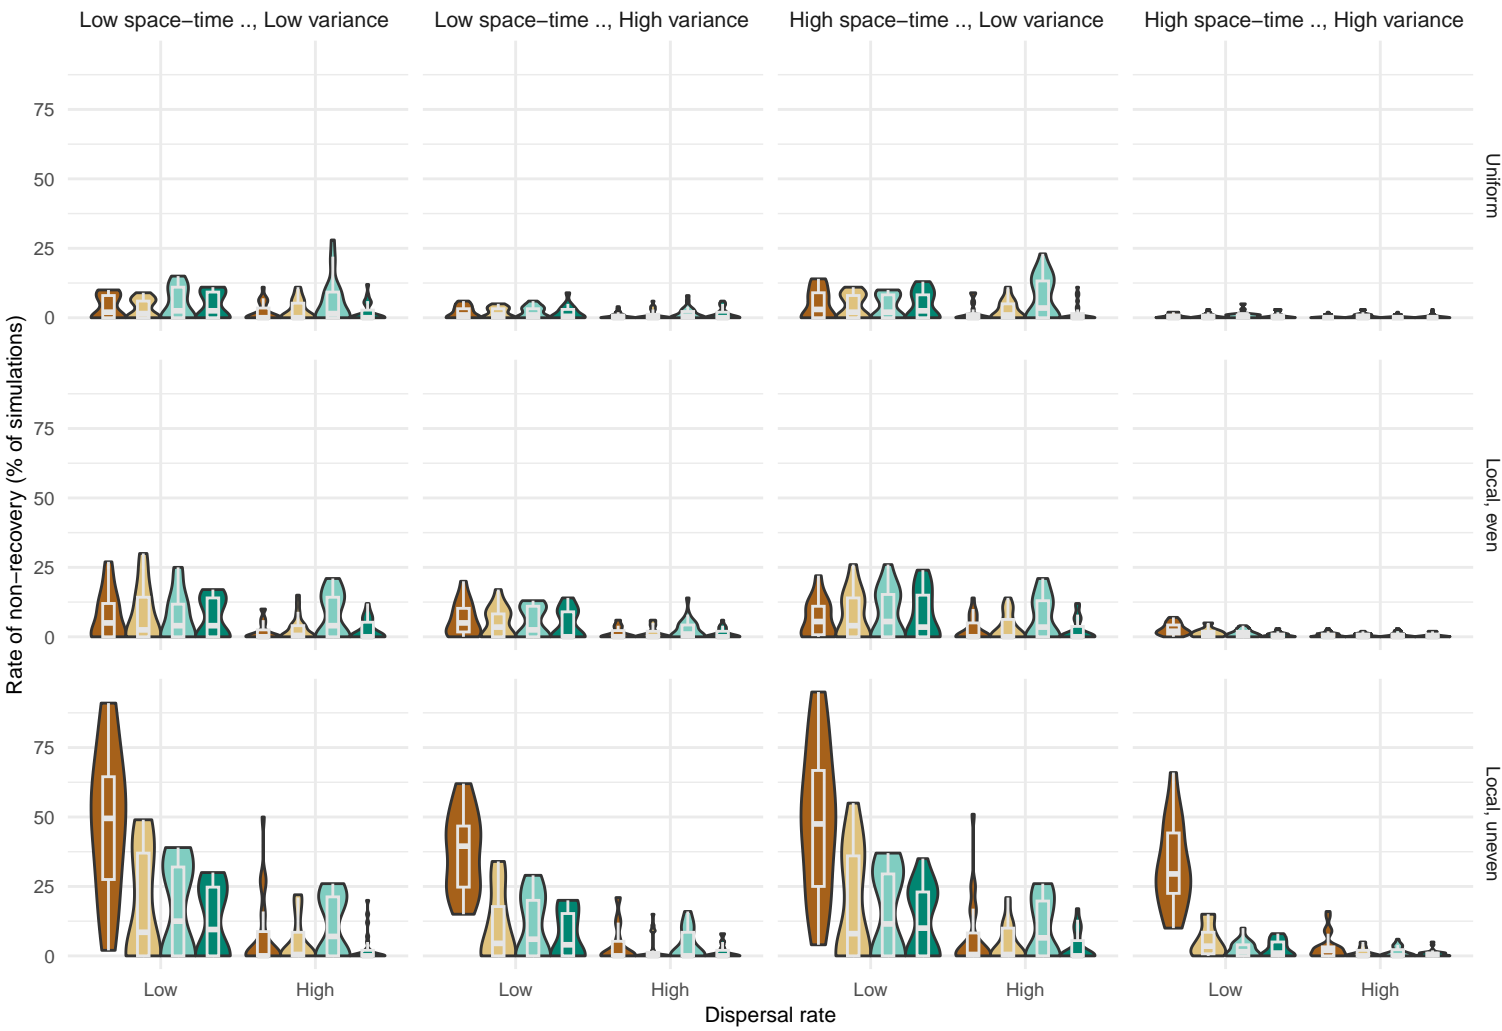 Low space−time .., Low variance
Low space−time .., High variance
High space−time .., Low variance
High space−time .., High variance
Rate of non−recovery (% of simulations)
75
50
25
0
Uniform
75
50
25
0
Local, even
75
50
25
0
Local, uneven
Low
High
Low
High
Low
High
Low
High
Dispersal rate